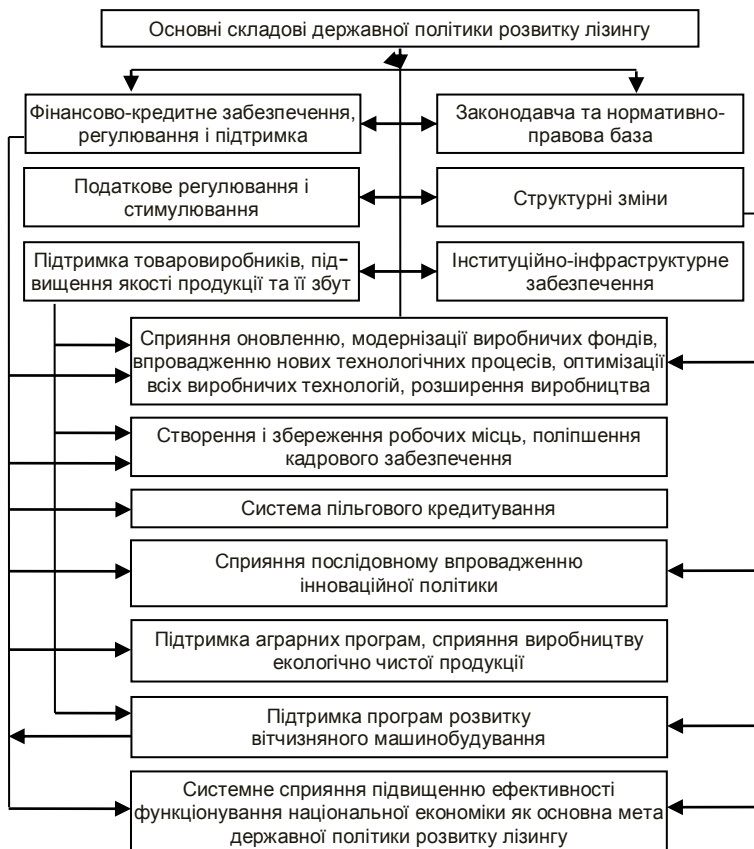 Основні складові державної політики розвитку лізингу
Фінансово-кредитне забезпечення,
регулювання і підтримка
Законодавча та нормативно-
правова база
Податкове регулювання і
стимулювання
Структурні зміни
Підтримка товаровиробників, під-
вищення якості продукції та її збут
Інституційно-інфраструктурне
забезпечення
Сприяння оновленню, модернізації виробничих фондів,
впровадженню нових технологічних процесів, оптимізації
всіх виробничих технологій, розширення виробництва
Створення і збереження робочих місць, поліпшення
кадрового забезпечення
Система пільгового кредитування
Сприяння послідовному впровадженню
інноваційної політики
Підтримка аграрних програм, сприяння виробництву
екологічно чистої продукції
Підтримка програм розвитку
вітчизняного машинобудування
Системне сприяння підвищенню ефективності
функціонування національної економіки як основна мета
державної політики розвитку лізингу